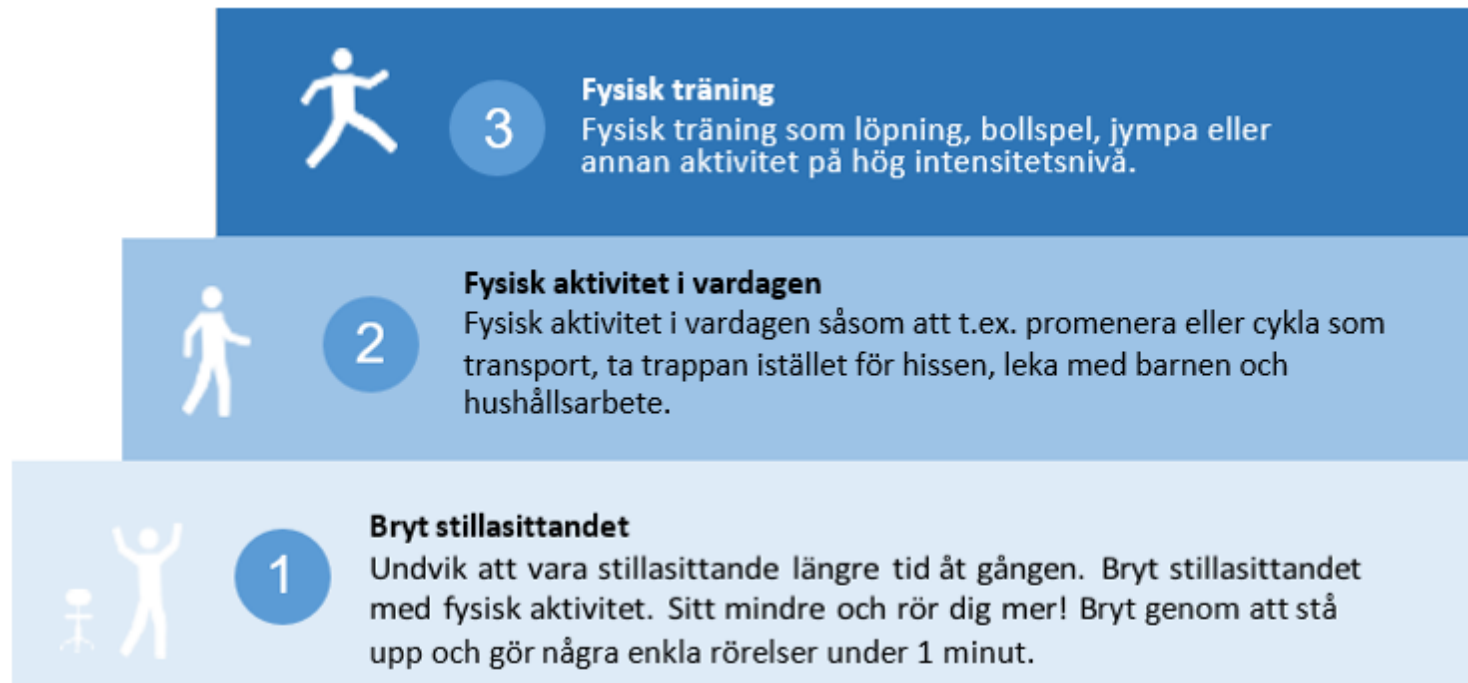 3
Fysisk träning
Fysisk träning som löpning, bollspel, jympa eller
annan aktivitet på hög intensitetsnivå.
2
Fysisk aktivitet i vardagen
Fysisk aktivitet i vardagen såsom att t.ex. promenera eller cykla som
transport, ta trappan istället för hissen, leka med barnen och
hushållsarbete.
1
Bryt stillasittandet
Undvik att vara stillasittande längre tid åt gången. Bryt stillasittandet
med fysisk aktivitet. Sitt mindre och rör dig mer! Bryt genom att stå
upp och gör några enkla rörelser under 1 minut.